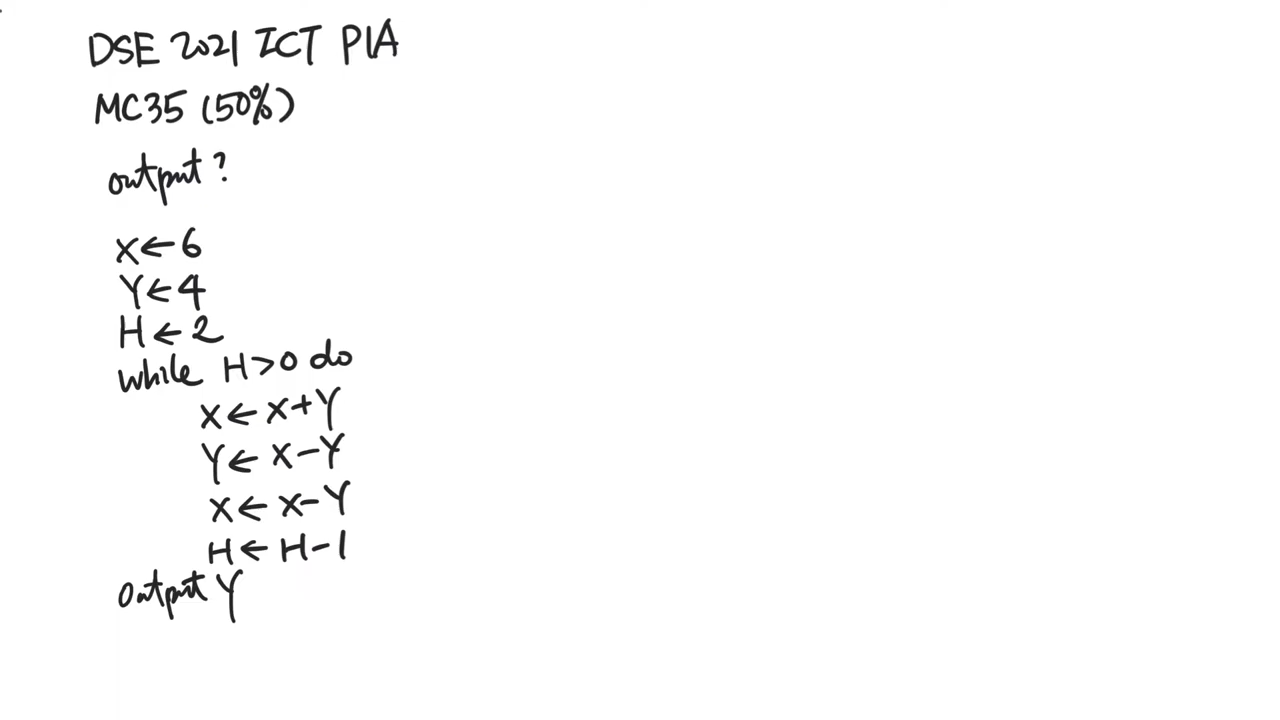 DSE 2021 ICT P1A
MC35 (50%)
output?
X←6
Y←4
H←2
while H>0 do
X←X+Y
Y←X-Y
X←X-Y
H←H-1
output Y